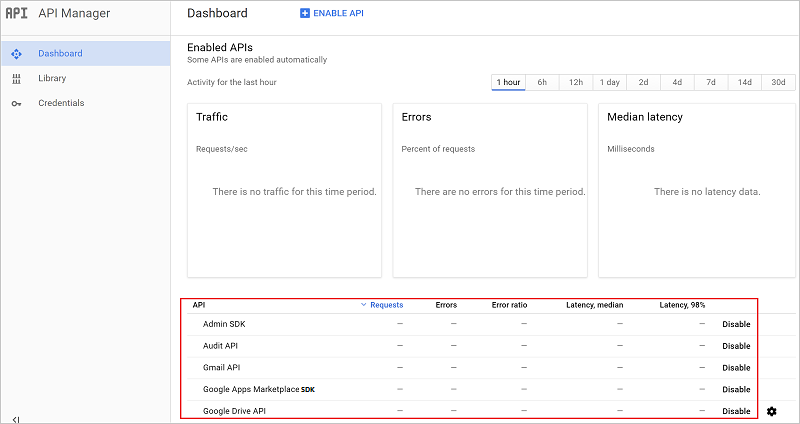 API API Manager
Dashboard
Library
Credentials
Dashboard ENABLE API
Enabled APIs
Some APIs are enabled automatically
Activity for the last hour 1 hour 6h 12h 1 day 2d 4d 7d 14d 30d
Traffic
Requests/sec
There is no traffic for this time period.
Errors
Percent of requests
There are no errors for this time period.
Median latency
Milliseconds
There is no latency data.
API Requests Errors Error ratio Latency, median Latency, 98%
Admin SDK – – – – – Disable
Audit API – – – – – Disable
Gmail API – – – – – Disable
Google Apps Marketplace SDK – – – – – Disable
Google Drive API – – – – – Disable